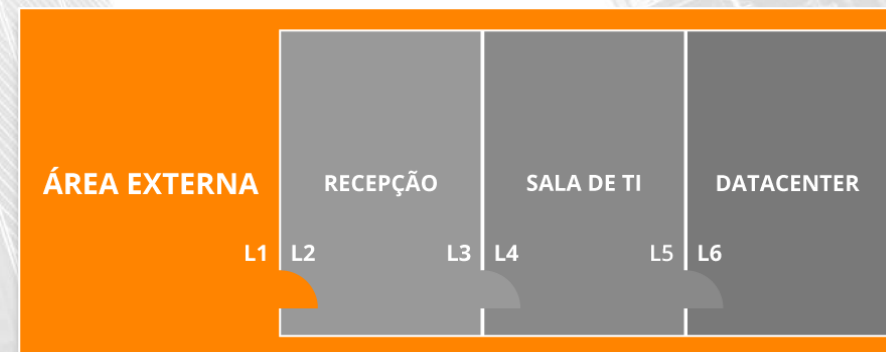 ÁREA EXTERNA
RECEPÇÃO
SALA DE TI
DATACENTER
L1 L2 L3 L4 L5 L6